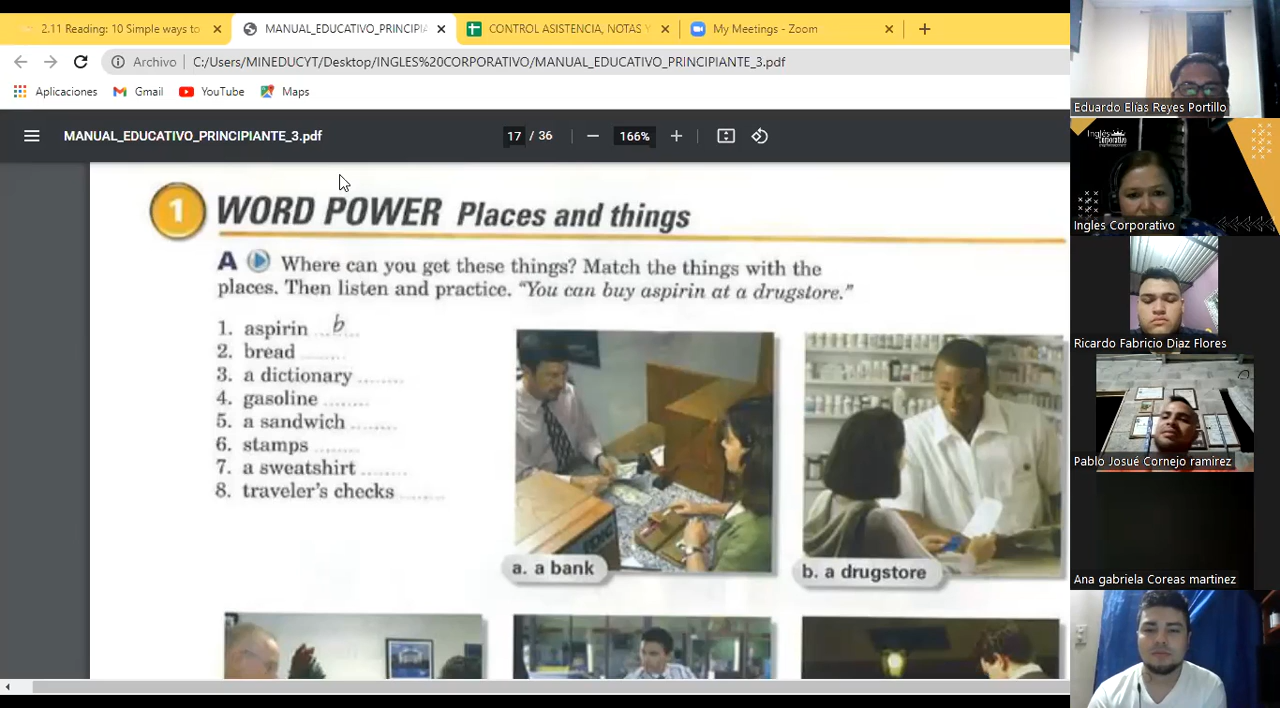 2.11 Reading: 10 Simple ways to
MANUAL_EDUCATIVO_PRINCIPIA
CONTROL ASISTENCIA, NOTAS Y
My Meetings - Zoom
Archivo
C:/Users/MINEDUCYT/Desktop/INGLES%20CORPORATIVO/MANUAL_EDUCATIVO_PRINCIPIANTE_3.pdf
Aplicaciones
Gmail
YouTube
Maps
MANUAL_EDUCATIVO_PRINCIPIANTE_3.pdf
17 / 36
166%
1 WORD POWER Places and things
A Where can you get these things? Match the things with the
places. Then listen and practice. "You can buy aspirin at a drugstore."
1. aspirin b
2. bread ........
3. a dictionary ........
4. gasoline ........
5. a sandwich ........
6. stamps ........
7. a sweatshirt ........
8. traveler's checks ........
a. a bank
b. a drugstore
Eduardo Elías Reyes Portillo
Inglés
Corporativo
Ingles Corporativo
Ricardo Fabricio Diaz Flores
Pablo Josué Cornejo ramirez
Ana gabriela Coreas martinez